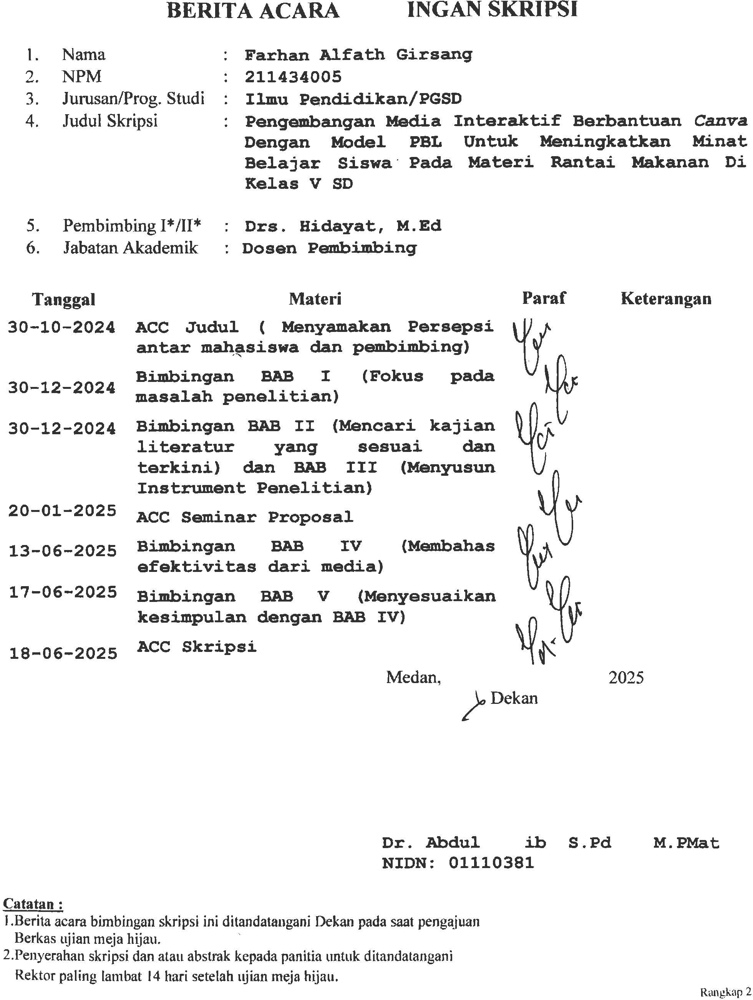 BERITA ACARA INGAN SKRIPSI
1. Nama : Farhan Alfath Girsang
2. NPM : 211434005
3. Jurusan/Prog. Studi : Ilmu Pendidikan/PGSD
4. Judul Skripsi : Pengembangan Media Interaktif Berbantuan Canva
Dengan Model PBL Untuk Meningkatkan Minat
Belajar Siswa Pada Materi Rantai Makanan Di
Kelas V SD
5. Pembimbing I*/II* : Drs. Hidayat, M.Ed
6. Jabatan Akademik : Dosen Pembimbing
Tanggal Materi Paraf Keterangan
30-10-2024 ACC Judul ( Menyamakan Persepsi
antar mahasiswa dan pembimbing)
Bimbingan BAB I (Fokus pada
30-12-2024
masalah penelitian)
30-12-2024 Bimbingan BAB II (Mencari kajian
literatur yang sesuai dan
terkini) dan BAB III (Menyusun
Instrument Penelitian)
20-01-2025 ACC Seminar Proposal
13-06-2025 Bimbingan BAB IV (Membahas
efektivitas dari media)
17-06-2025 Bimbingan BAB V (Menyesuaikan
kesimpulan dengan BAB IV)
18-06-2025 ACC Skripsi
Medan, 2025
Dekan
Dr. Abdul ib S.Pd M.PMat
NIDN: 01110381
Catatan :
1.Berita acara bimbingan skripsi ini ditandatangani Dekan pada saat pengajuan
Berkas ujian meja hijau.
2.Penyerahan skripsi dan atau abstrak kepada panitia untuk ditandatangani
Rektor paling lambat 14 hari setelah ujian meja hijau.
Rangkap 2